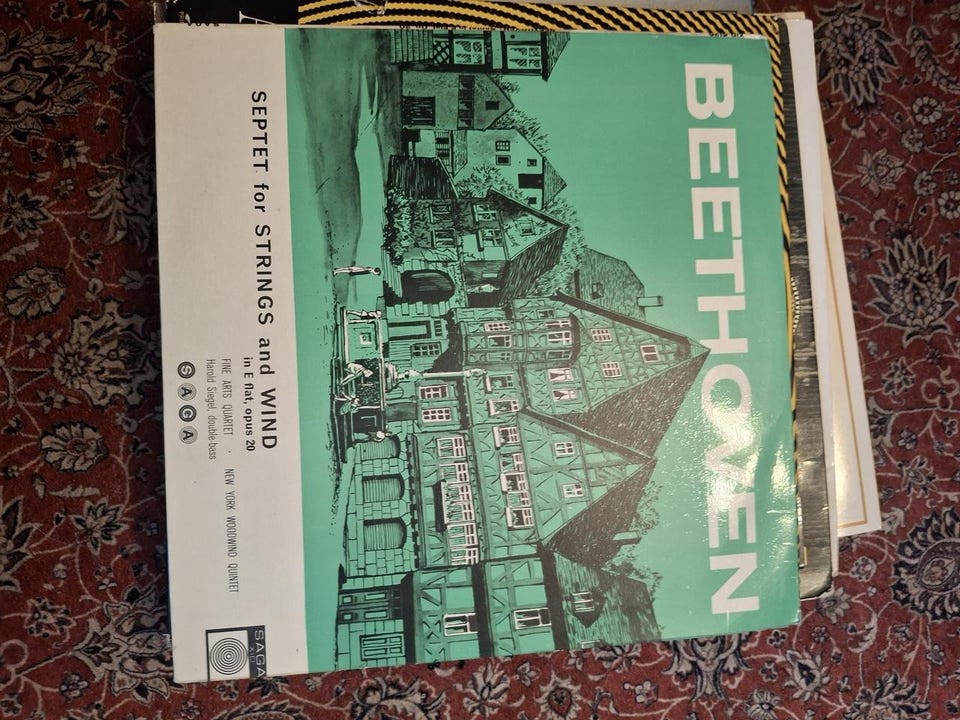 BEETHOVEN
SEPTET for STRINGS and WIND
in E flat, opus 20
FINE ARTS QUARTET · NEW YORK WOODWIND QUINTET
Harold Siegel, double-bass
SAGA
SAGA
XID